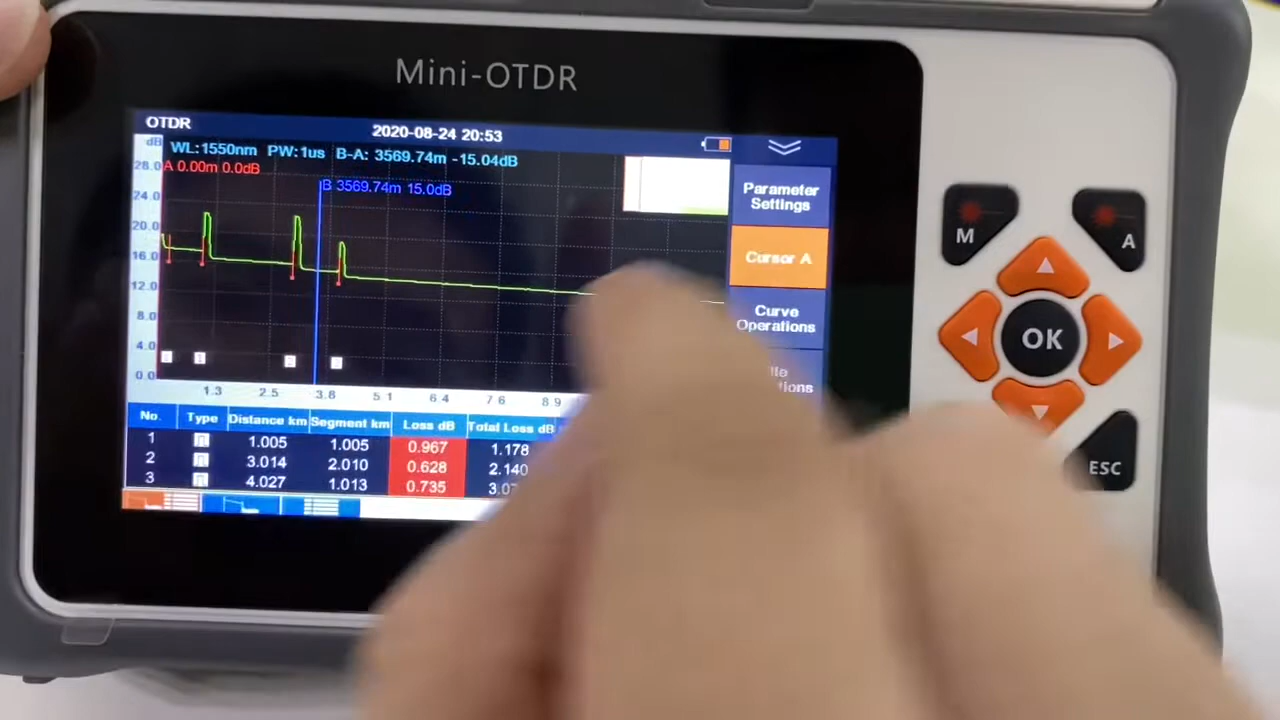 Mini-OTDR
OTDR
2020-08-24 20:53
dB
WL:1550nm PW:1us B-A: 3569.74m -15.04dB
A 0.00m 0.0dB
B 3569.74m 15.0dB
28.0
24.0
20.0
16.0
12.0
8.0
4.0
0.0
1.3 2.5 3.8 5 1 6 4 7 6 8 9
Parameter
Settings
Cursor A
Curve
Operations
No. Type Distance km Segment km Loss dB Total Loss dB
1 1.005 1.005 0.967 1.178
2 3.014 2.010 0.628 2.140
3 4.027 1.013 0.735
M
A
OK
ESC